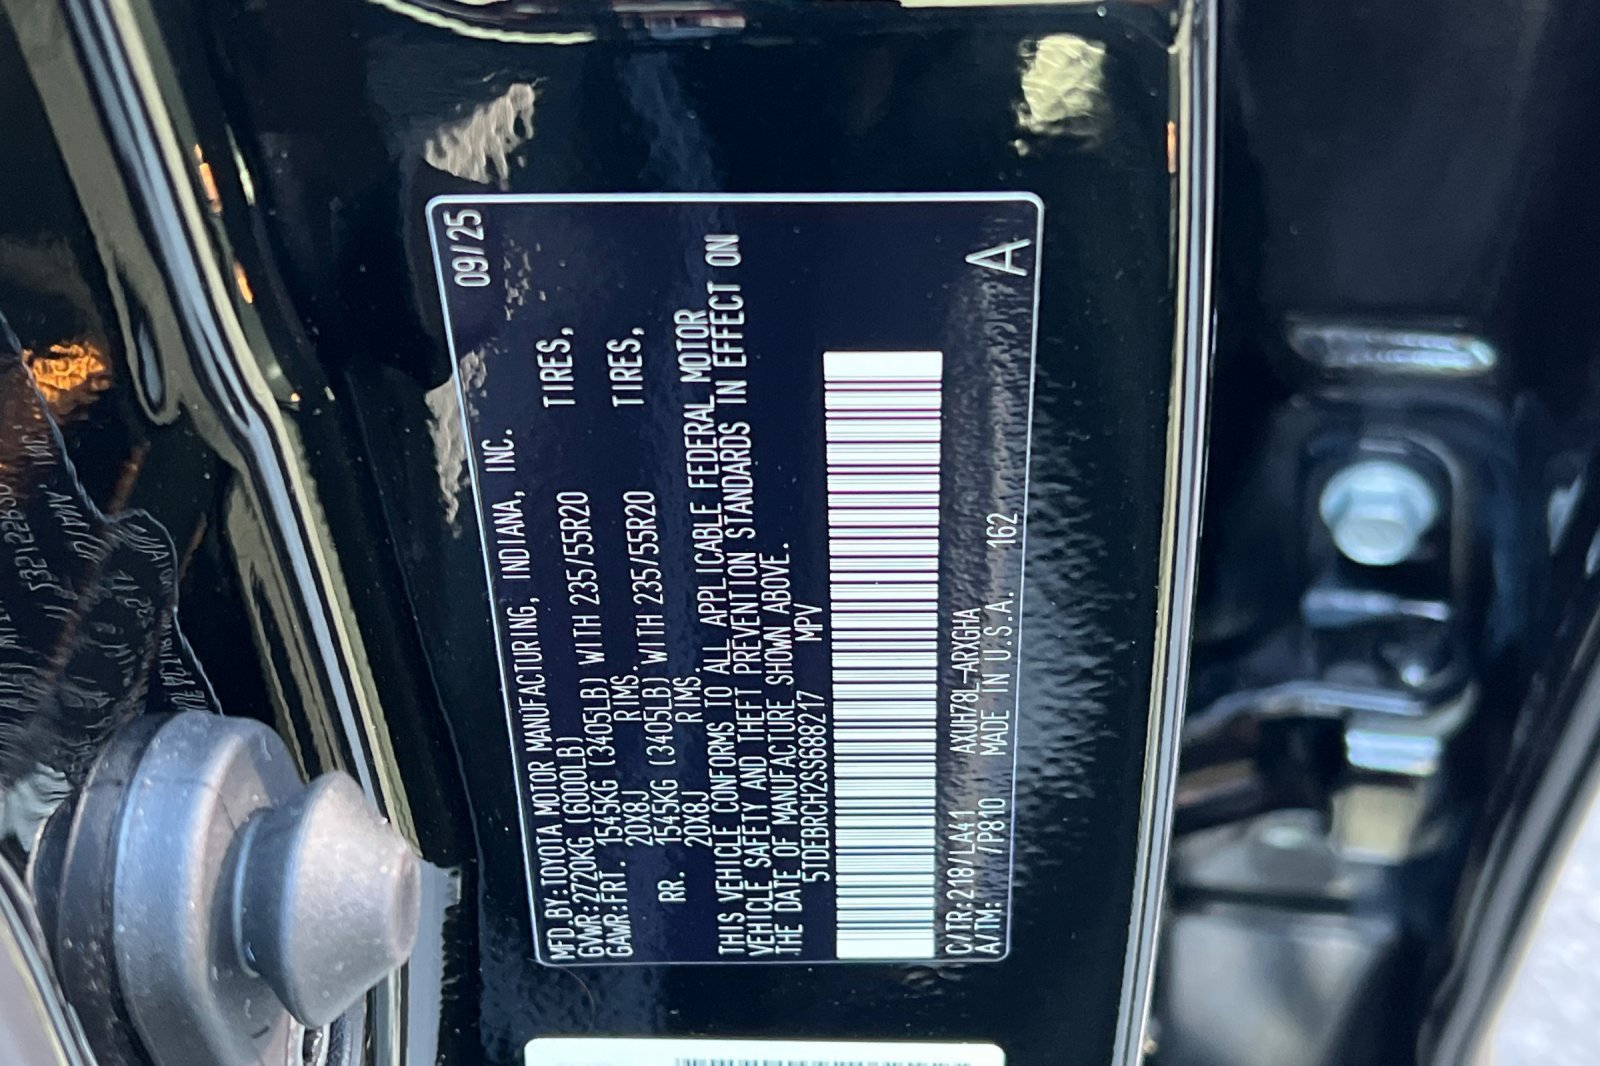 09/25
MFD.BY:TOYOTA MOTOR MANUFACTURING, INDIANA, INC.
GVWR:2720KG (6000LB)
GAWR:FRT. 1545KG (3405LB) WITH 235/55R20 TIRES,
20X8J RIMS.
RR. 1545KG (3405LB) WITH 235/55R20 TIRES,
20X8J RIMS.
THIS VEHICLE CONFORMS TO ALL APPLICABLE FEDERAL MOTOR
VEHICLE SAFETY AND THEFT PREVENTION STANDARDS IN EFFECT ON
THE DATE OF MANUFACTURE SHOWN ABOVE.
5TDEBRCH2SS688217 MPV
C/TR:218/LA41 AXUH78L-ARXGHA
A/TM: /P810 MADE IN U.S.A. 162
A